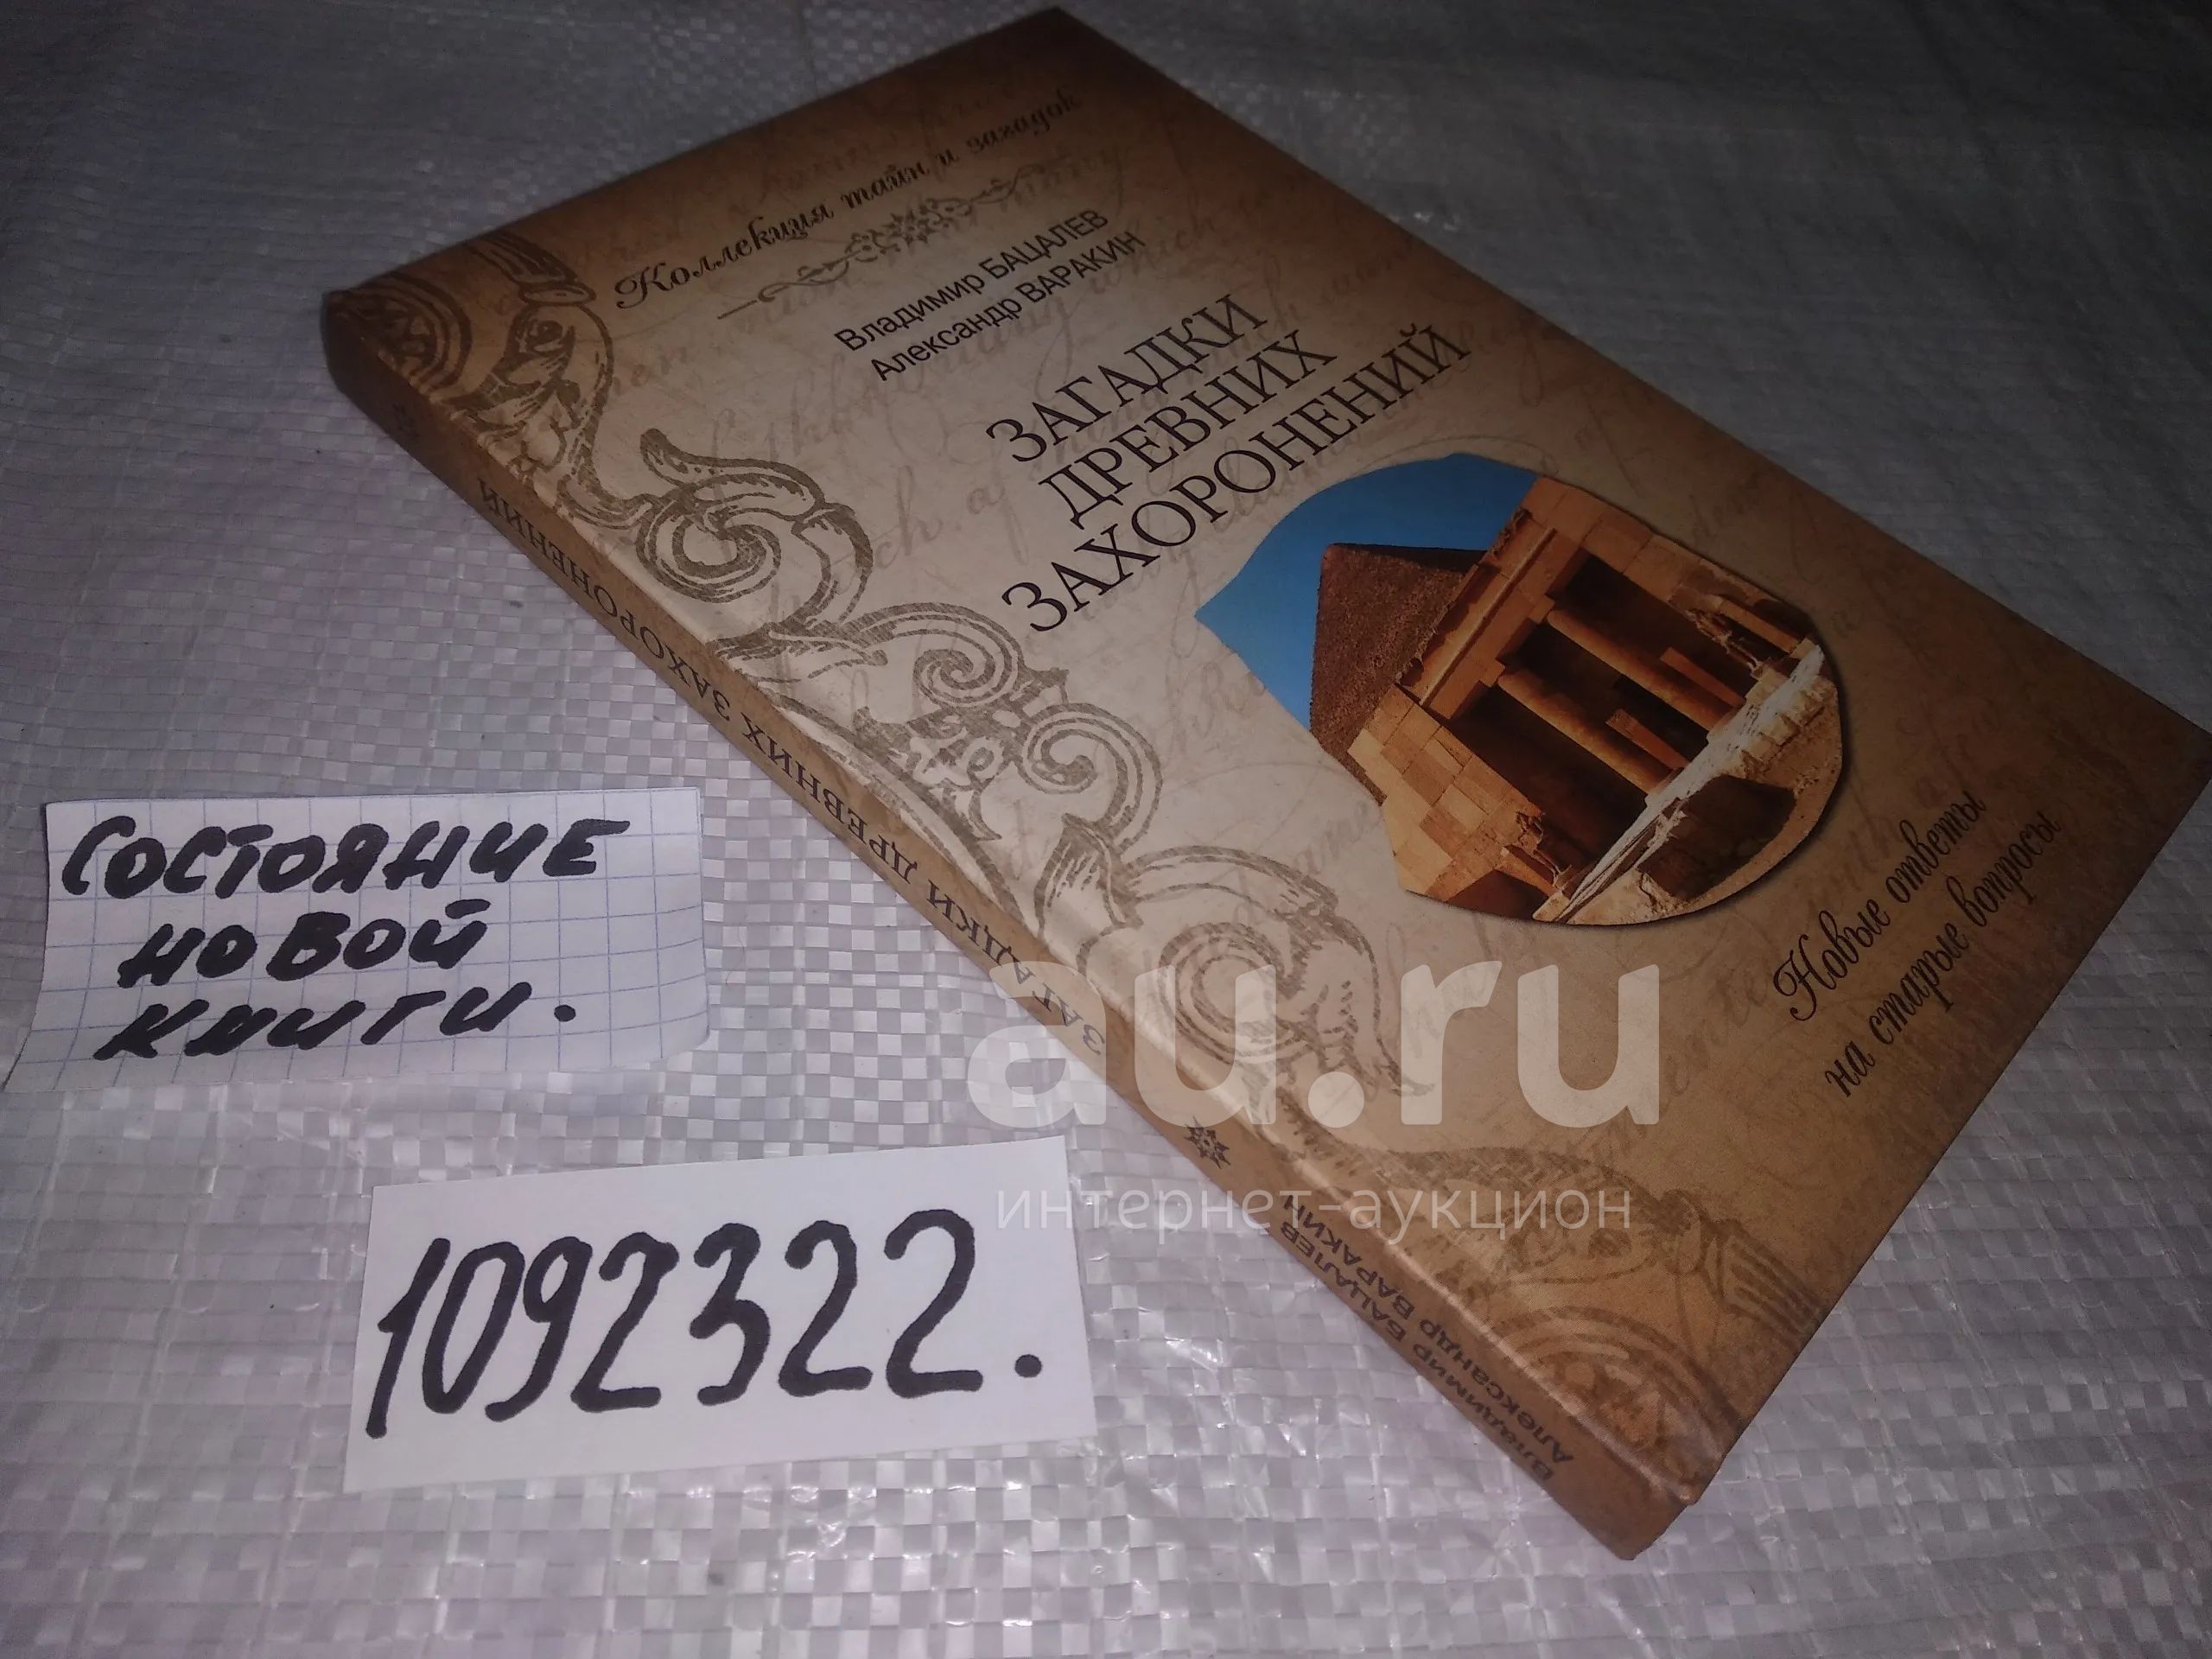 Коллекция тайн и загадок
Владимир БАЦАЛЕВ
Александр ВАРАКИН
ЗАГАДКИ
ДРЕВНИХ
ЗАХОРОНЕНИЙ
Новые ответы
на старые вопросы
ЗАГАДКИ ДРЕВНИХ ЗАХОРОНЕНИЙ
Владимир БАЦАЛЕВ
Александр ВАРАКИН
СОСТОЯНИЕ
НОВОЙ
КНИГИ.
1092322.
au.ru
интернет-аукцион